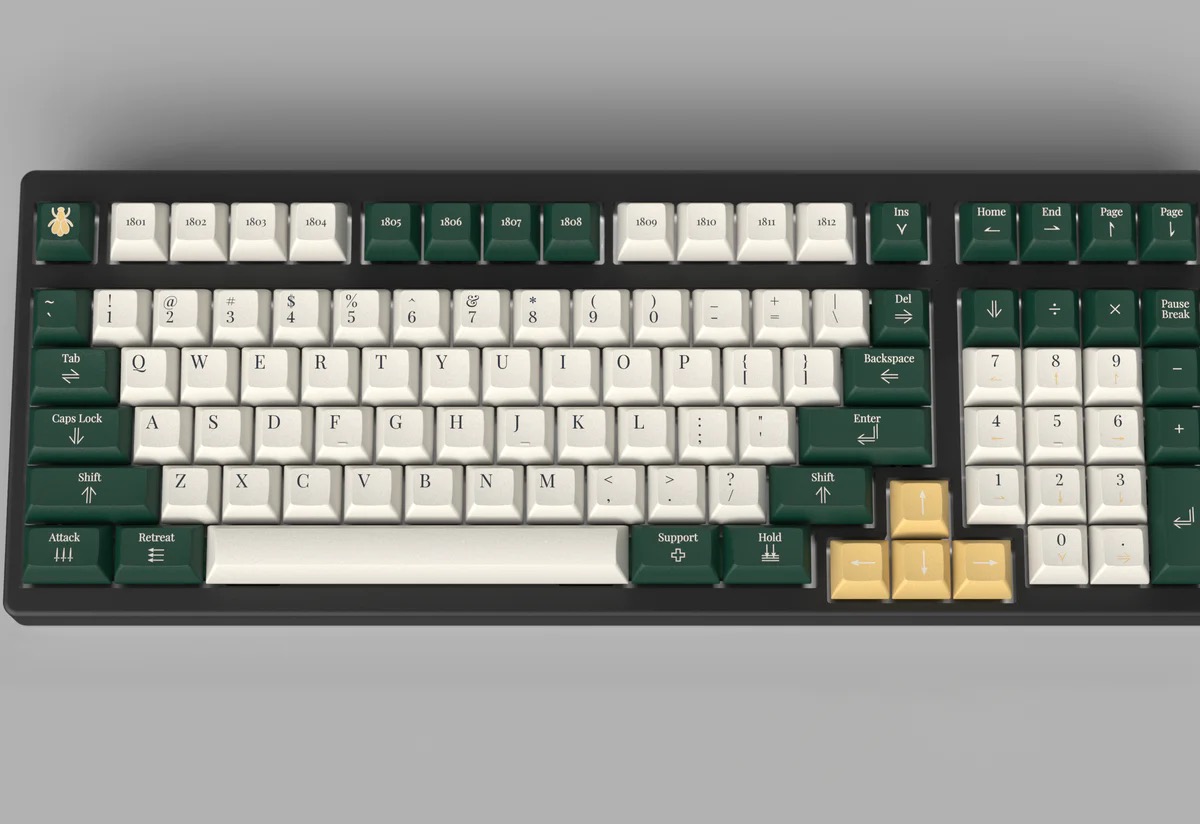 1801 1802 1803 1804 1805 1806 1807 1808 1809 1810 1811 1812 Ins Home End Page Page
~ ! @ # $ % ^ & * ( ) _ + | Del
` 1 2 3 4 5 6 7 8 9 0 - = \ ÷ × Pause Break
Tab Q W E R T Y U I O P { } Backspace 7 8 9 −
[ ]
Caps Lock A S D F G H J K L : " Enter 4 5 6 +
; '
Shift Z X C V B N M < > ? Shift 1 2 3
, . /
Attack Retreat Support Hold 0 .